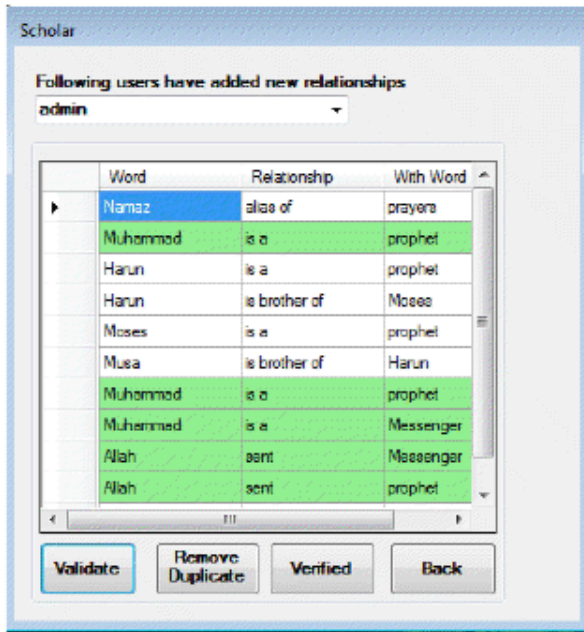 Scholar
Following users have added new relationships
admin
Word Relationship With Word
Namaz alias of prayers
Muhammad is a prophet
Harun is a prophet
Harun is brother of Moses
Moses is a prophet
Musa is brother of Harun
Muhammad is a prophet
Muhammad is a Messenger
Allah sent Messenger
Allah sent prophet
Validate Remove Duplicate Verified Back